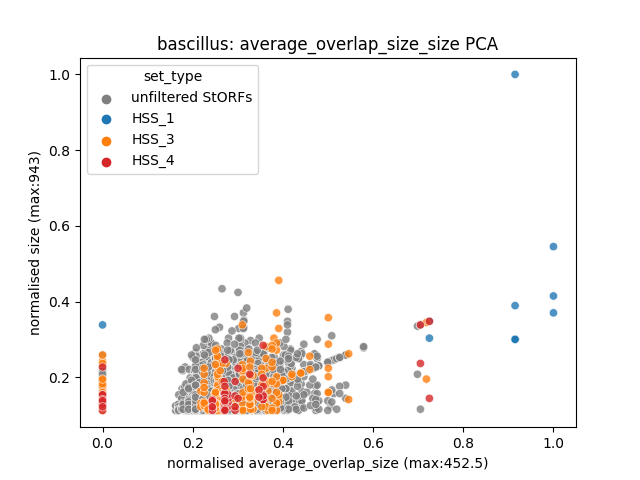 bascillus: average_overlap_size_size PCA
set_type
unfiltered StORFs
HSS_1
HSS_3
HSS_4
normalised size (max:943)
1.0
0.8
0.6
0.4
0.2
0.0 0.2 0.4 0.6 0.8 1.0
normalised average_overlap_size (max:452.5)